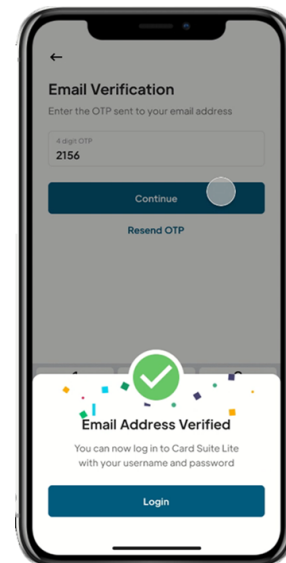 Email Verification
Enter the OTP sent to your email address
4 digit OTP
2156
Continue
Resend OTP
Email Address Verified
You can now log in to Card Suite Lite
with your username and password
Login